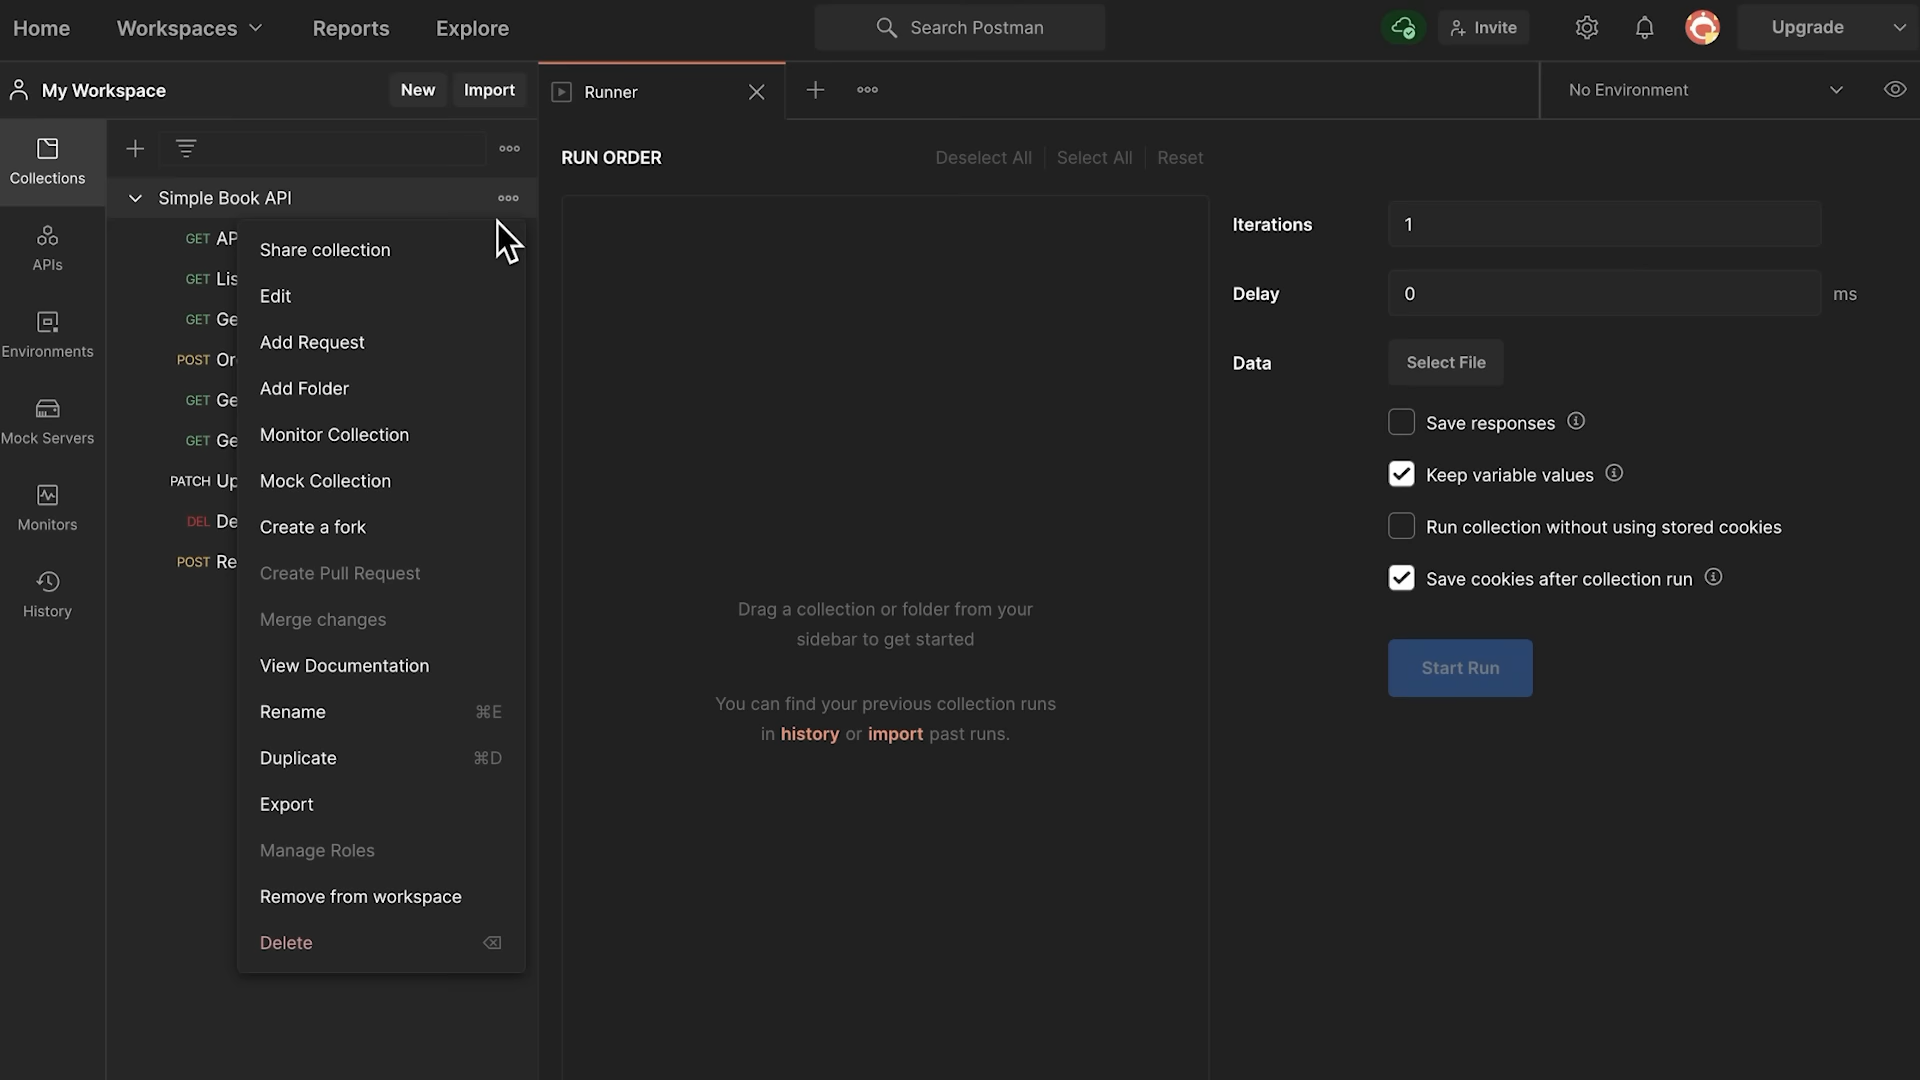 Home Workspaces Reports Explore Search Postman Invite Upgrade
My Workspace New Import Runner No Environment
Collections
APIs
Environments
Mock Servers
Monitors
History
Simple Book API
GET AP
GET Lis
GET Ge
POST Or
GET Ge
GET Ge
PATCH Up
DEL De
POST Re
Share collection
Edit
Add Request
Add Folder
Monitor Collection
Mock Collection
Create a fork
Create Pull Request
Merge changes
View Documentation
Rename ⌘E
Duplicate ⌘D
Export
Manage Roles
Remove from workspace
Delete
RUN ORDER Deselect All Select All Reset
Drag a collection or folder from your
sidebar to get started
You can find your previous collection runs
in history or import past runs.
Iterations 1
Delay 0 ms
Data Select File
Save responses
Keep variable values
Run collection without using stored cookies
Save cookies after collection run
Start Run